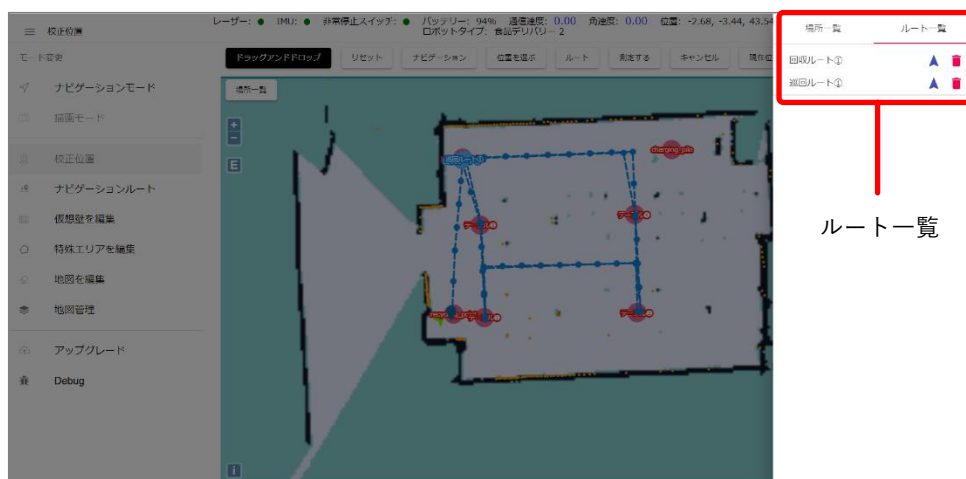 校正位置
レーザー: IMU: 非常停止スイッチ: バッテリー: 94% 通信速度: 0.00 角速度: 0.00 位置: -2.68, -3.44, 43.54
ロボットタイプ: 食品デリバリー 2
モード変更
ドラッグアンドドロップ リセット ナビゲーション 位置を選ぶ ルート 測定する キャンセル 現在位
場所一覧 ルート一覧
回収ルート①
巡回ルート①
ルート一覧
ナビゲーションモード
描画モード
校正位置
ナビゲーションルート
仮想壁を編集
特殊エリアを編集
地図を編集
地図管理
アップグレード
Debug
場所一覧
+
−
E
charging_pile
i